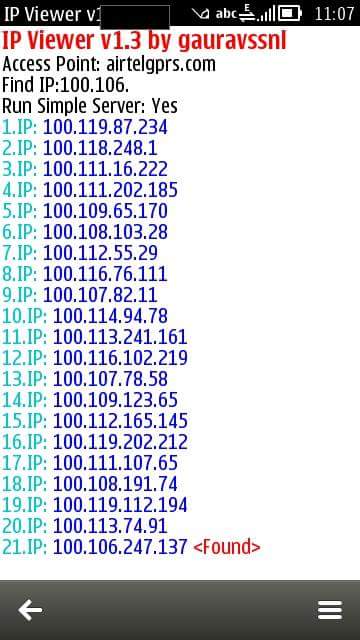 IP Viewer v1
abc E 11:07
IP Viewer v1.3 by gauravssnl
Access Point: airtelgprs.com
Find IP:100.106.
Run Simple Server: Yes
1.IP: 100.119.87.234
2.IP: 100.118.248.1
3.IP: 100.111.16.222
4.IP: 100.111.202.185
5.IP: 100.109.65.170
6.IP: 100.108.103.28
7.IP: 100.112.55.29
8.IP: 100.116.76.111
9.IP: 100.107.82.11
10.IP: 100.114.94.78
11.IP: 100.113.241.161
12.IP: 100.116.102.219
13.IP: 100.107.78.58
14.IP: 100.109.123.65
15.IP: 100.112.165.145
16.IP: 100.119.202.212
17.IP: 100.111.107.65
18.IP: 100.108.191.74
19.IP: 100.119.112.194
20.IP: 100.113.74.91
21.IP: 100.106.247.137 <Found>